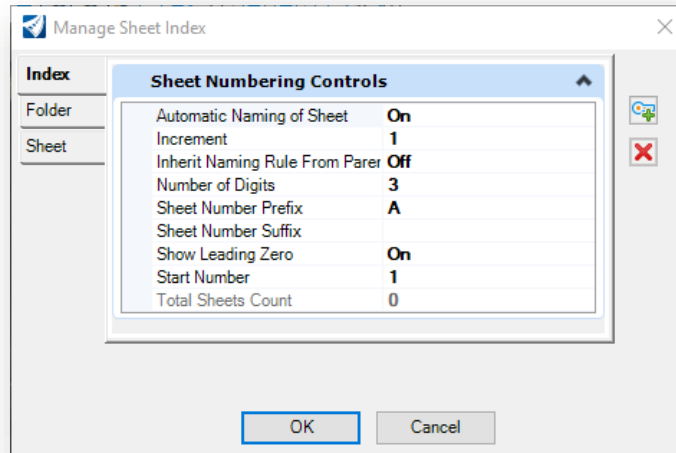 Manage Sheet Index
Index
Folder
Sheet
Sheet Numbering Controls
Automatic Naming of Sheet On
Increment 1
Inherit Naming Rule From Parer Off
Number of Digits 3
Sheet Number Prefix A
Sheet Number Suffix
Show Leading Zero On
Start Number 1
Total Sheets Count 0
OK Cancel